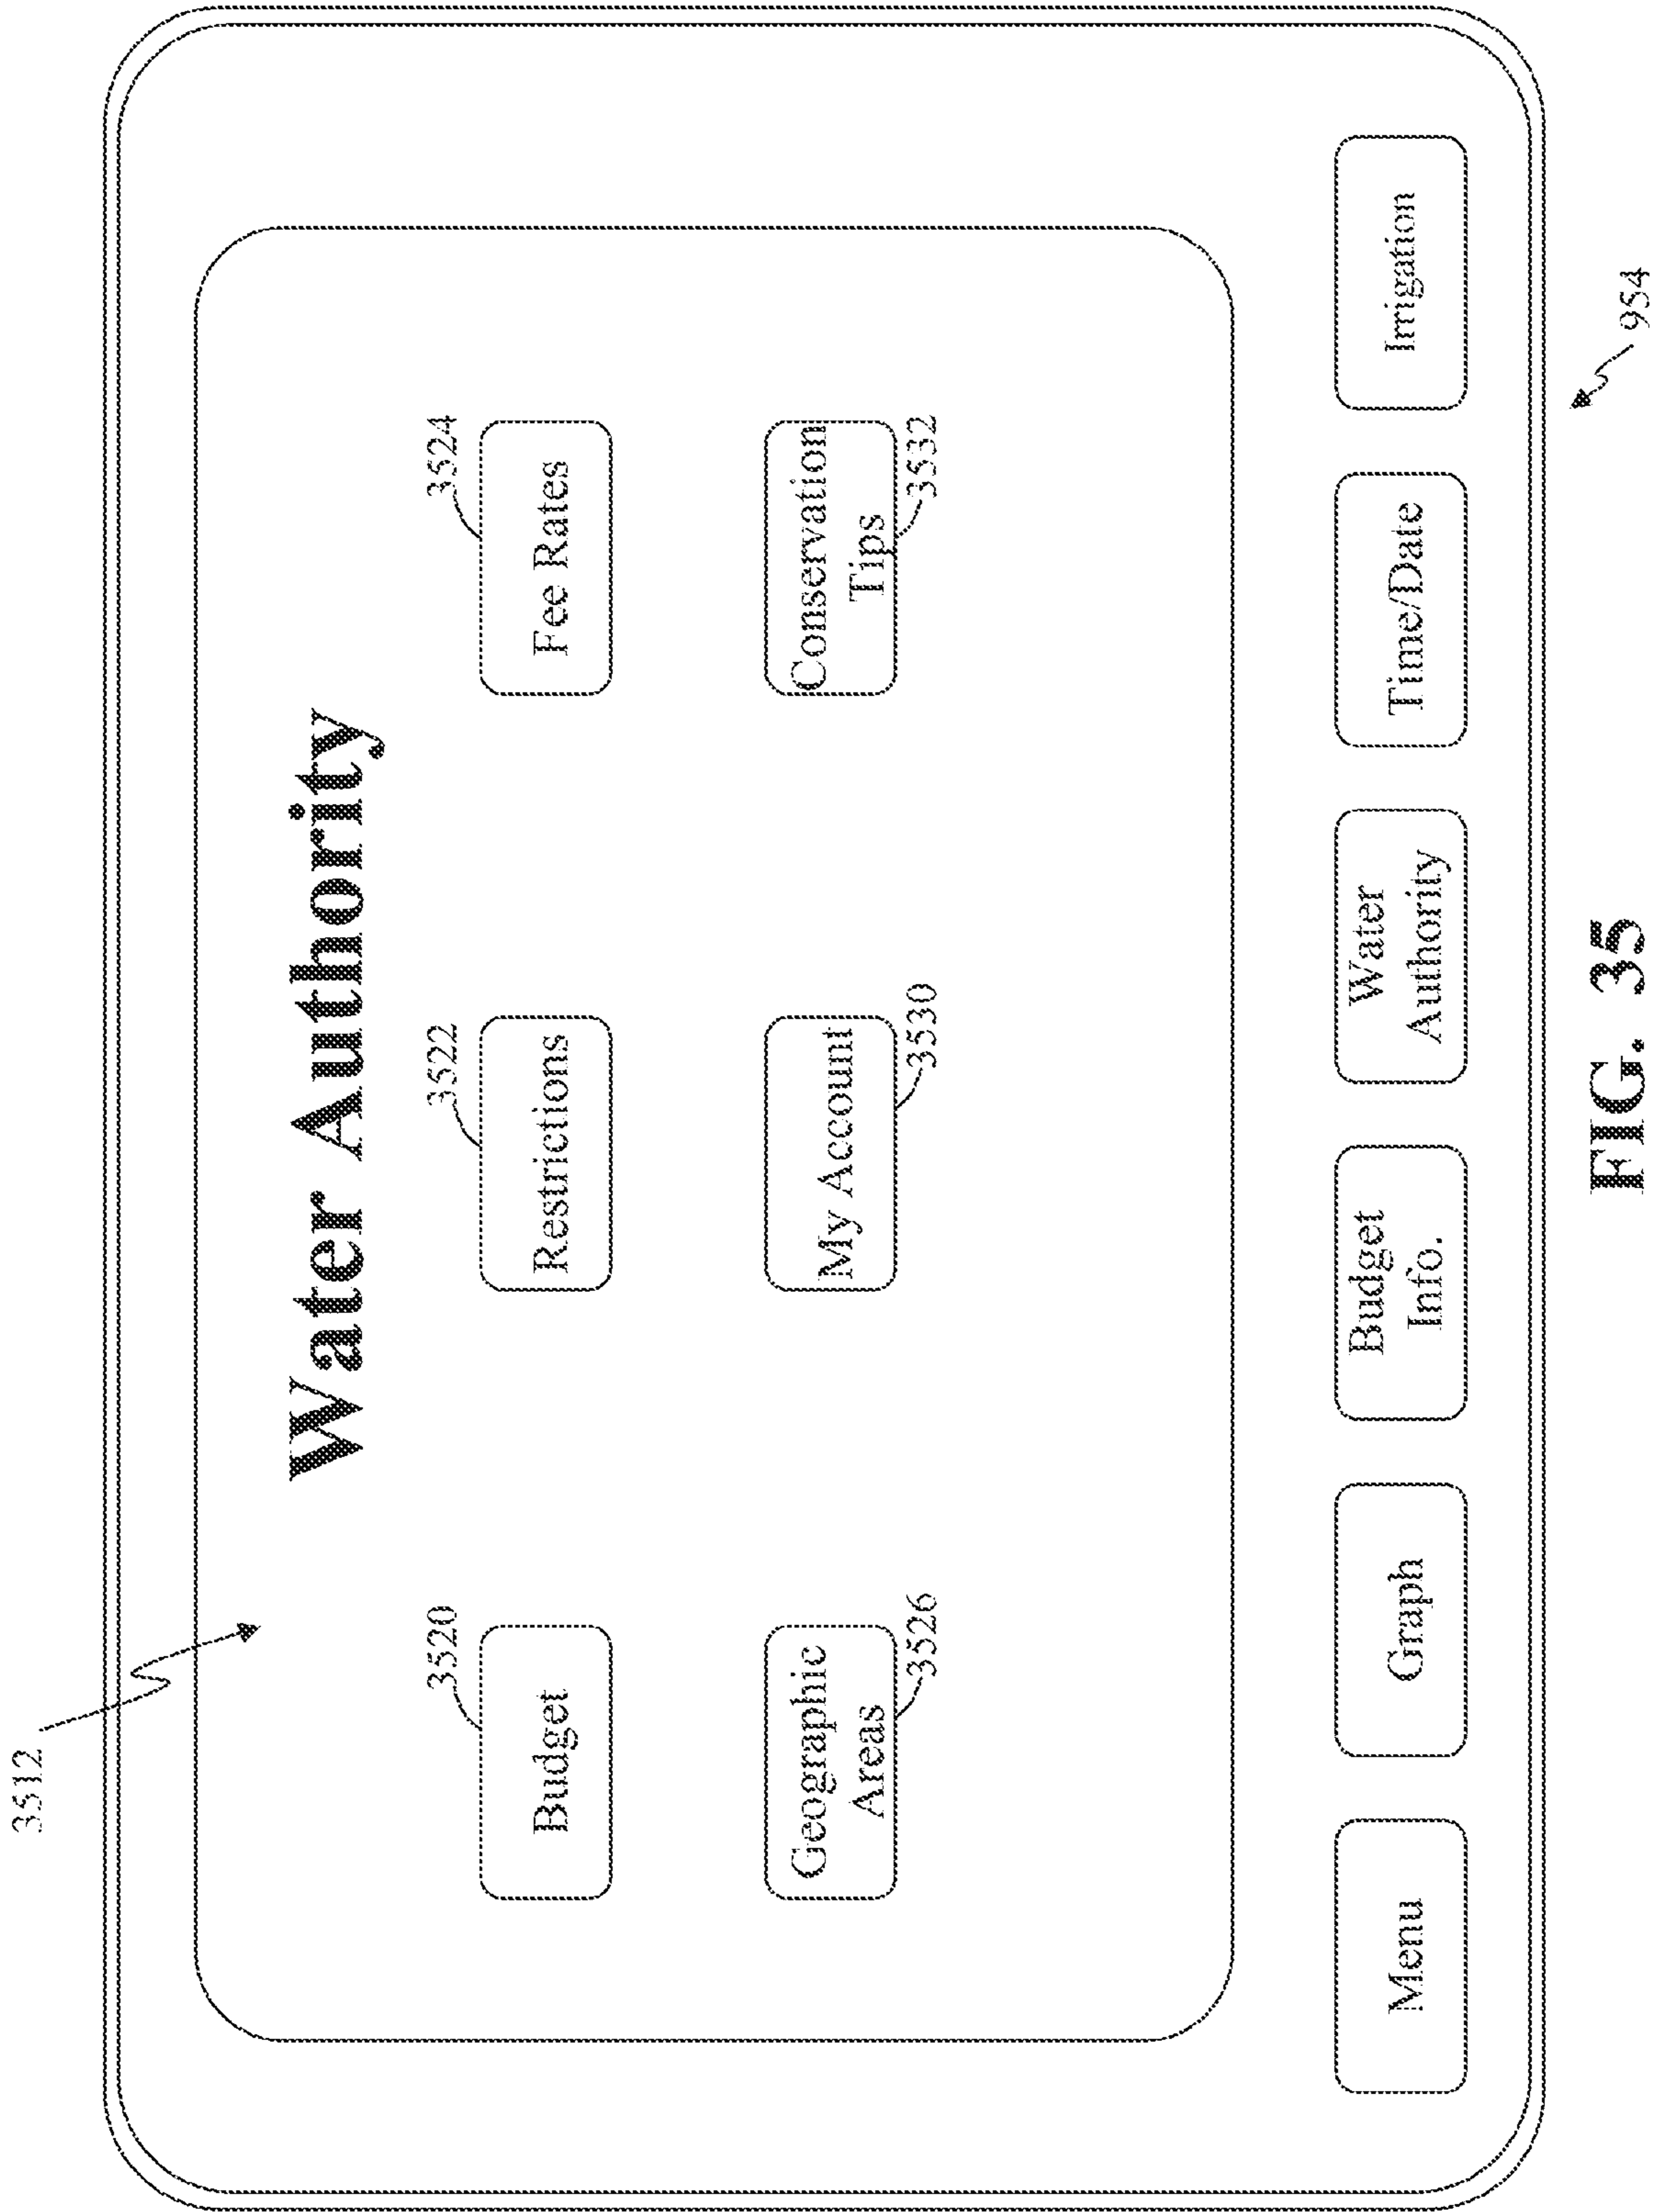 3512
Water Authority
3520
3522
3524
Budget
Restrictions
Fee Rates
Geographic
Areas
My Account
Conservation
Tips
3526
3530
3532
Menu
Graph
Budget
Info.
Water
Authority
Time/Date
Irrigation
954
FIG. 35